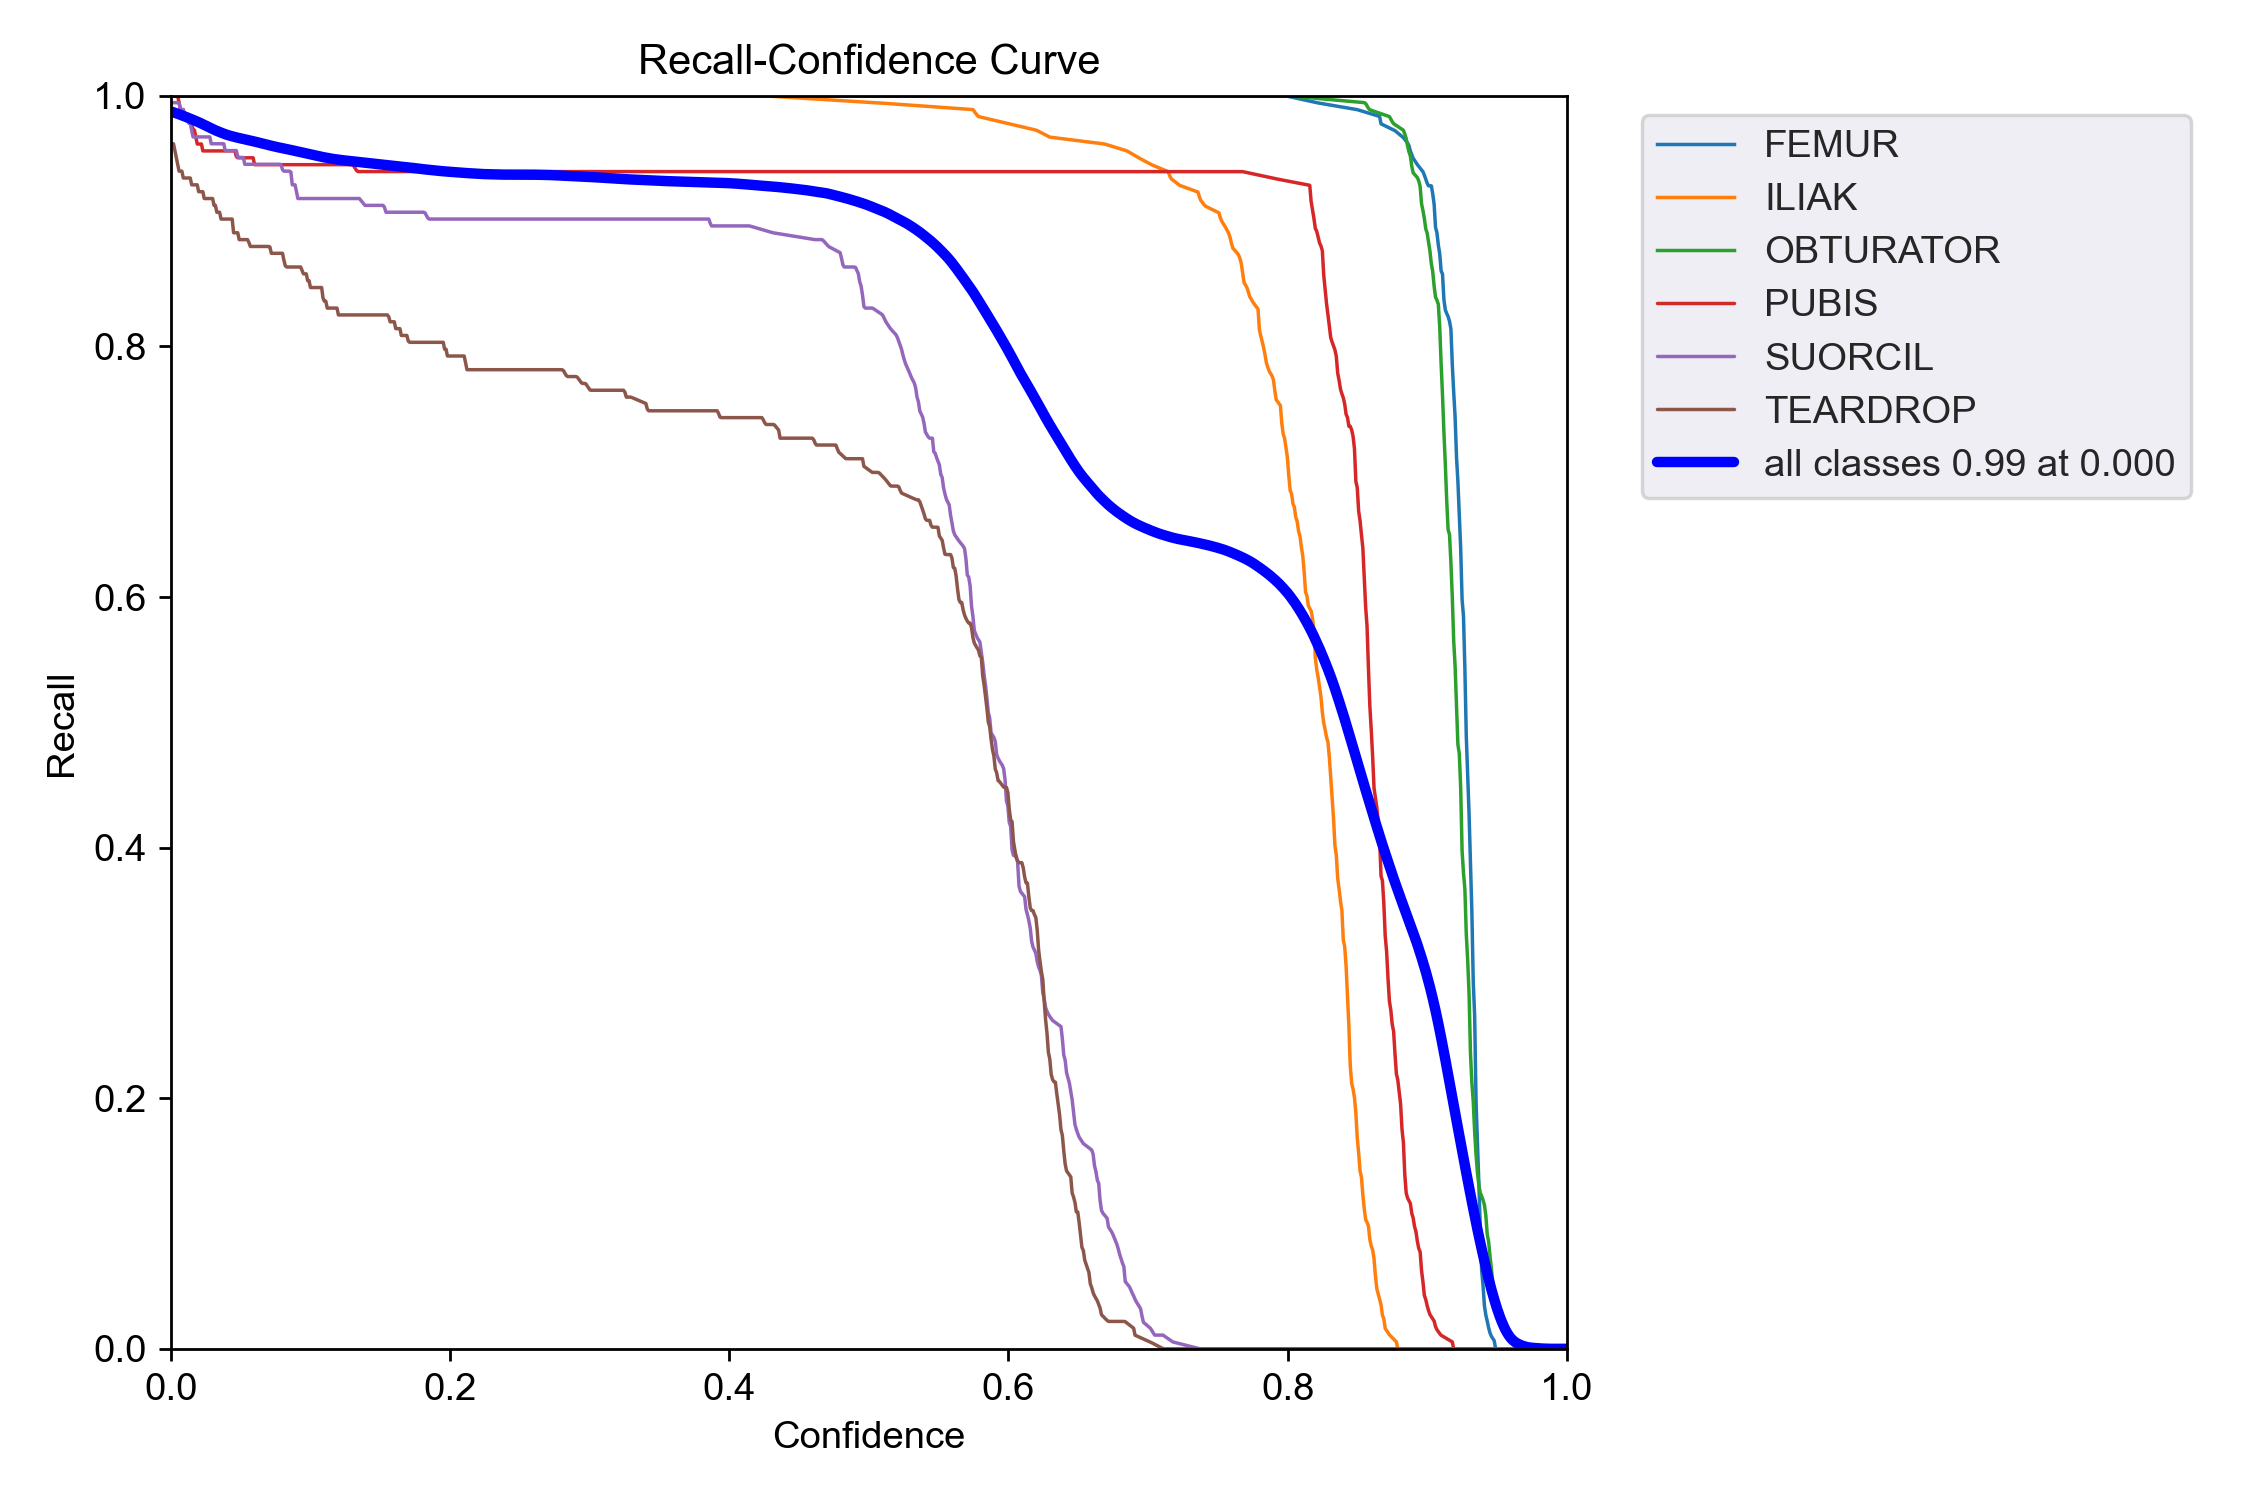 Recall-Confidence Curve
1.0
0.8
0.6
0.4
0.2
0.0
Recall
0.0 0.2 0.4 0.6 0.8 1.0
Confidence
FEMUR
ILIAK
OBTURATOR
PUBIS
SUORCIL
TEARDROP
all classes 0.99 at 0.000